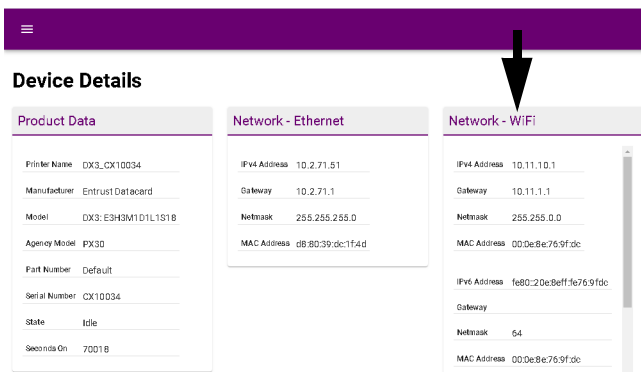 Device Details
Product Data
Printer Name DX3_CX10034
Manufacturer Entrust Datacard
Model DX3: E3H3M1D1L1S18
Agency Model PX30
Part Number Default
Serial Number CX10034
State Idle
Seconds On 70018
Network - Ethernet
IPv4 Address 10.2.71.51
Gateway 10.2.71.1
Netmask 255.255.255.0
MAC Address d8:80:39:dc:1f:4d
Network - WiFi
IPv4 Address 10.11.10.1
Gateway 10.11.1.1
Netmask 255.255.0.0
MAC Address 00:0e:8e:76:9f:dc
IPv6 Address fe80::20e:8eff:fe76:9fdc
Gateway
Netmask 64
MAC Address 00:0e:8e:76:9f:dc